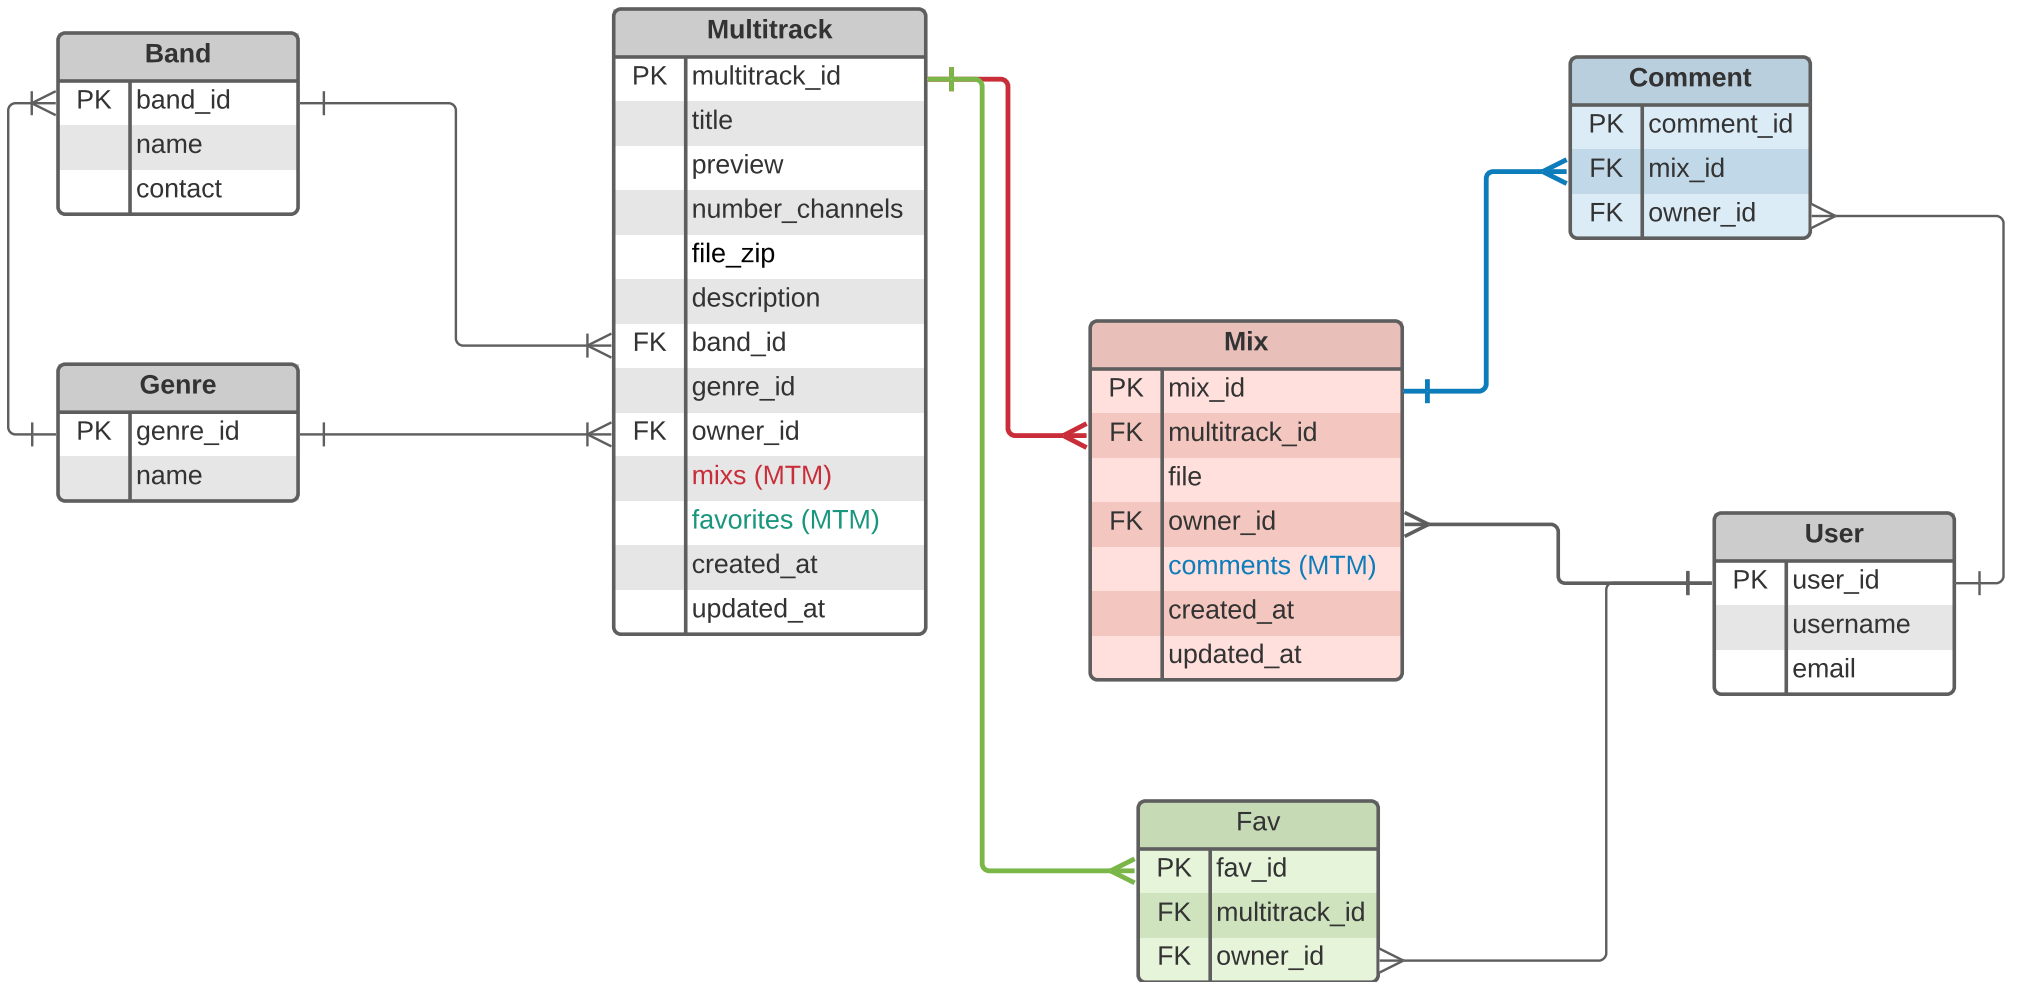 Band
PK band_id
name
contact
Genre
PK genre_id
name
Multitrack
PK multitrack_id
title
preview
number_channels
file_zip
description
FK band_id
genre_id
FK owner_id
mixs (MTM)
favorites (MTM)
created_at
updated_at
Mix
PK mix_id
FK multitrack_id
file
FK owner_id
comments (MTM)
created_at
updated_at
Fav
PK fav_id
FK multitrack_id
FK owner_id
Comment
PK comment_id
FK mix_id
FK owner_id
User
PK user_id
username
email